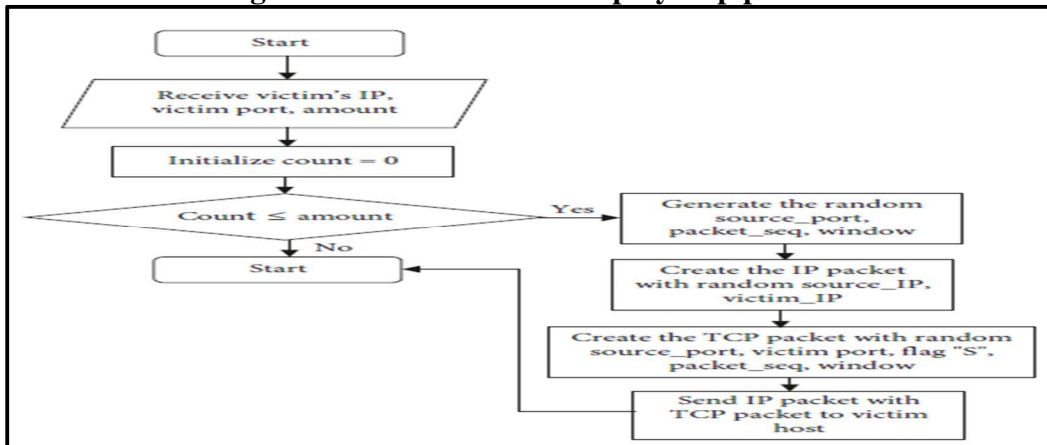 Start
Receive victim's IP,
victim port, amount
Initialize count = 0
Count ≤ amount
Yes
No
Start
Generate the random
source_port,
packet_seq, window
Create the IP packet
with random source_IP,
victim_IP
Create the TCP packet with random
source_port, victim port, flag "S",
packet_seq, window
Send IP packet with
TCP packet to victim
host